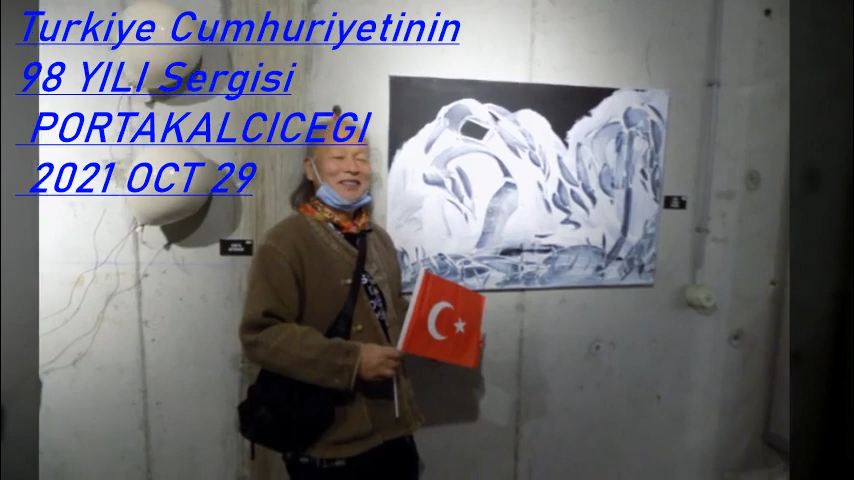 Turkiye Cumhuriyetinin
98 YILI Sergisi
PORTAKALCICEGI
2021 OCT 29